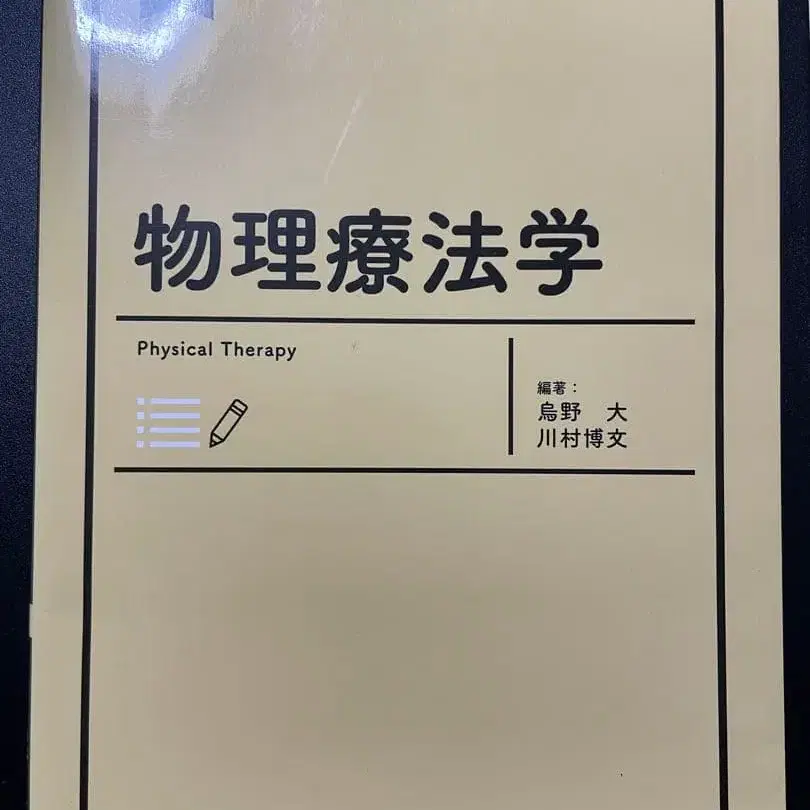 物理療法学
Physical Therapy
編著：
烏野 大
川村博文